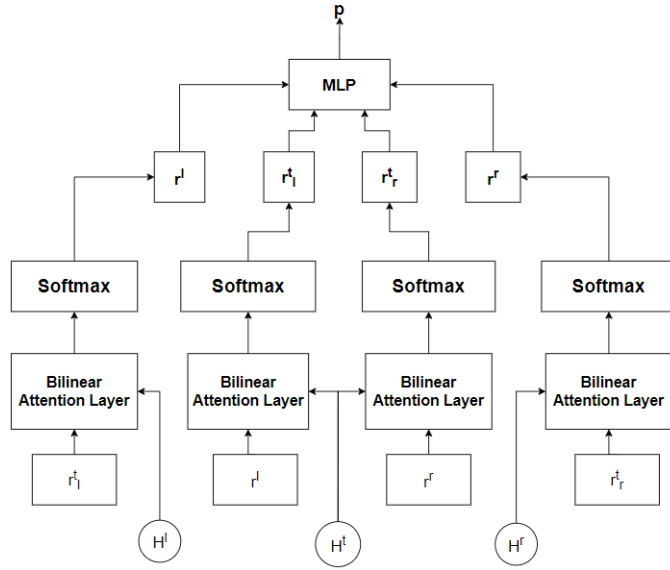 p
MLP
r^l
r^t_l
r^t_r
r^r
Softmax
Softmax
Softmax
Softmax
Bilinear
Attention Layer
Bilinear
Attention Layer
Bilinear
Attention Layer
Bilinear
Attention Layer
r^t_l
r^l
r^r
r^t_r
H^l
H^t
H^r